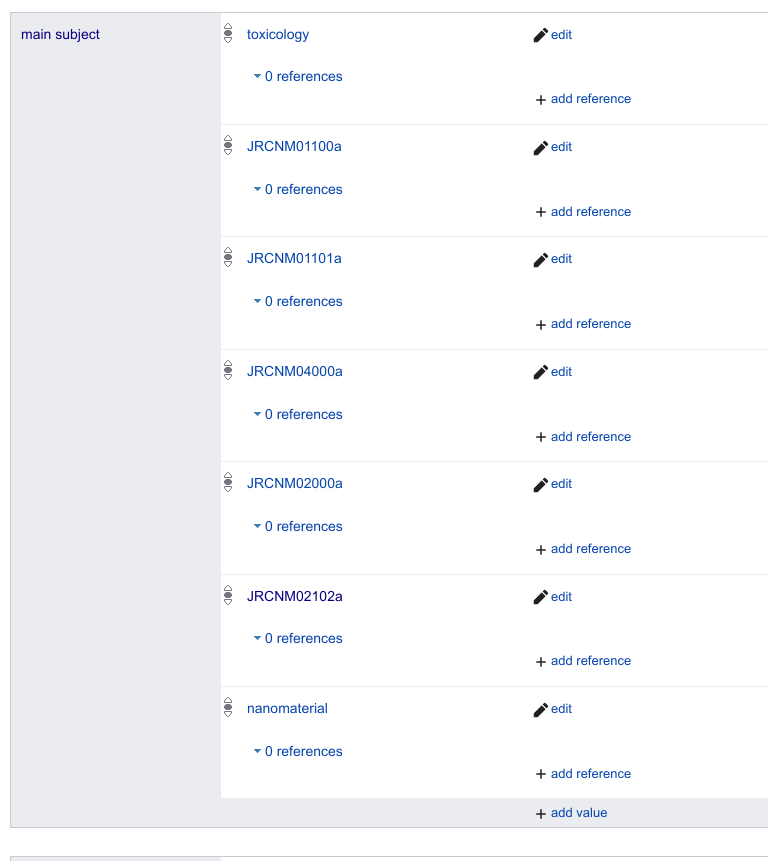 main subject
toxicology
edit
0 references
add reference
JRCNM01100a
edit
0 references
add reference
JRCNM01101a
edit
0 references
add reference
JRCNM04000a
edit
0 references
add reference
JRCNM02000a
edit
0 references
add reference
JRCNM02102a
edit
0 references
add reference
nanomaterial
edit
0 references
add reference
add value